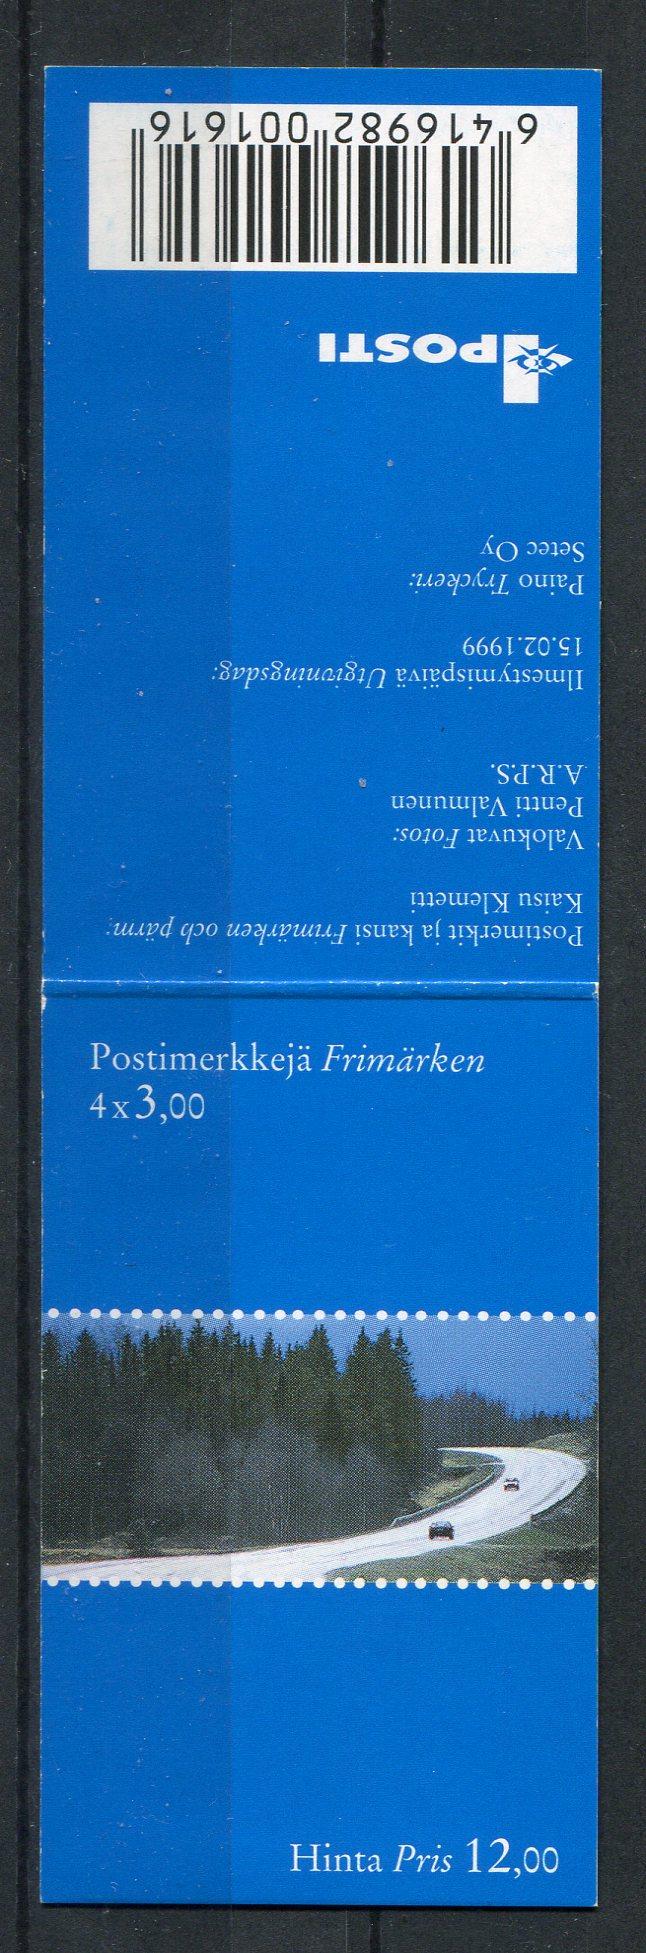 Postimerkkejä Frimärken
4 x 3,00
Hinta Pris 12,00
Postimerkit ja kansi Frimärken och pärm:
Kaisu Klemetti
Valokuvat Fotos:
Pentti Valmunen
A.R.P.S.
Ilmestymispäivä Utgivningsdag:
15.02.1999
Paino Tryckeri:
Setec Oy
POSTI
6 416982 001616